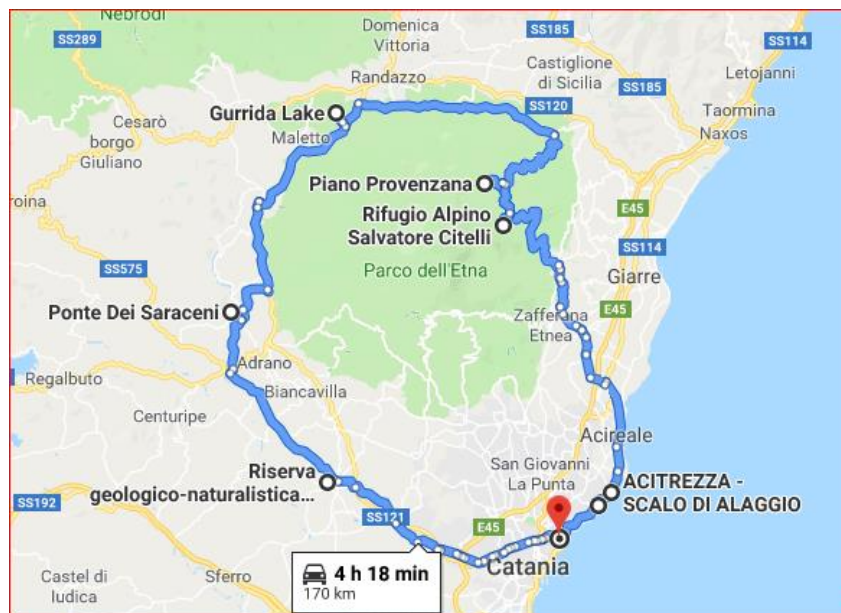 Nebrodi
SS289
Domenica
Vittoria
SS185
SS114
Castiglione
di Sicilia
Letojanni
Randazzo
SS185
Gurrida Lake
SS120
Taormina
Naxos
Cesarò
borgo
Giuliano
Maletto
Piano Provenzana
roina
Rifugio Alpino
Salvatore Citelli
E45
SS114
Parco dell'Etna
SS575
Giarre
Ponte Dei Saraceni
E45
Zafferana
Etnea
Adrano
Regalbuto
Biancavilla
Centuripe
Acireale
Riserva
geologico-naturalistica...
San Giovanni
La Punta
ACITREZZA -
SCALO DI ALAGGIO
SS192
SS121
E45
4 h 18 min
170 km
Catania
Castel di
Iudica
Sferro